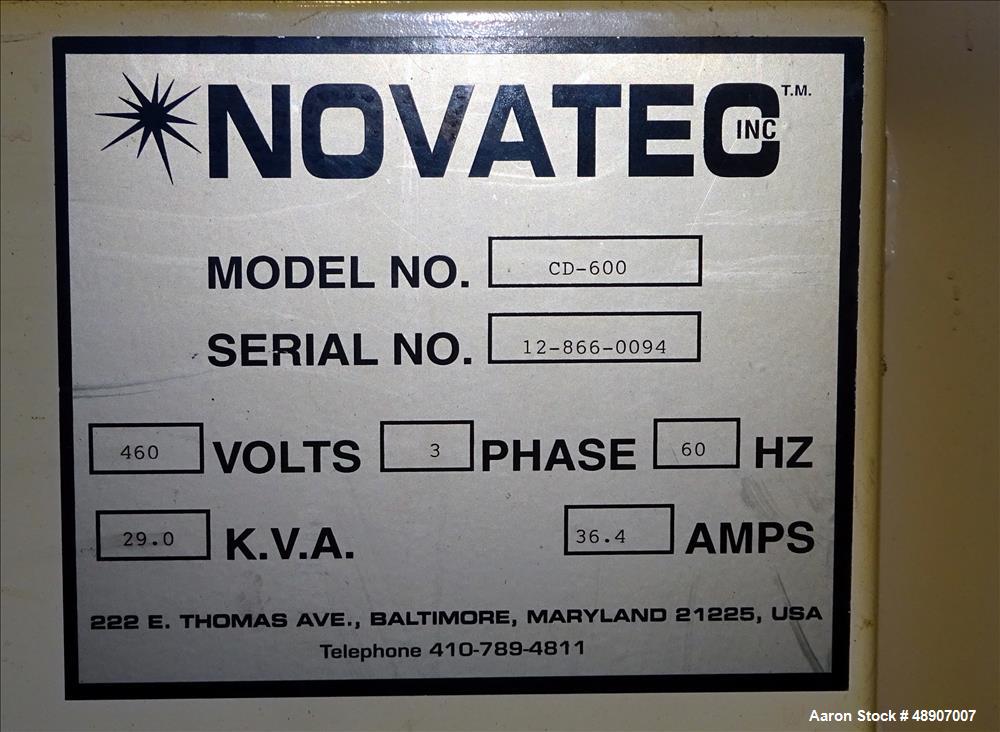 NOVATEC INC T.M.
MODEL NO. CD-600
SERIAL NO. 12-866-0094
460 VOLTS 3 PHASE 60 HZ
29.0 K.V.A. 36.4 AMPS
222 E. THOMAS AVE., BALTIMORE, MARYLAND 21225, USA
Telephone 410-789-4811
Aaron Stock # 48907007